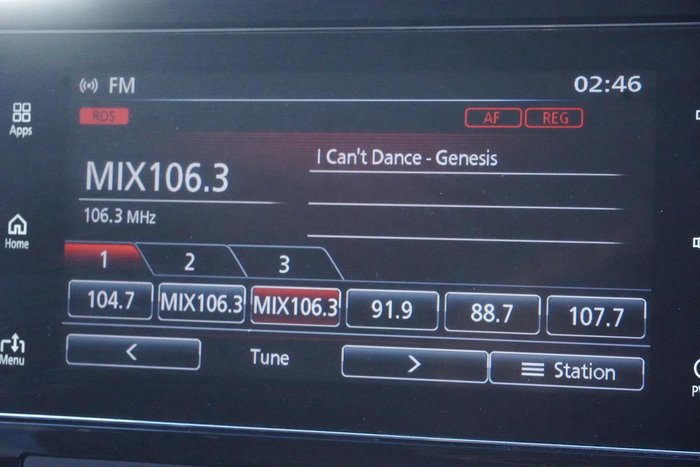 FM 02:46
RDS AF REG
Apps
I Can't Dance - Genesis
MIX106.3
106.3 MHz
Home
1 2 3
104.7 MIX106.3 MIX106.3 91.9 88.7 107.7
Menu
< Tune > Station